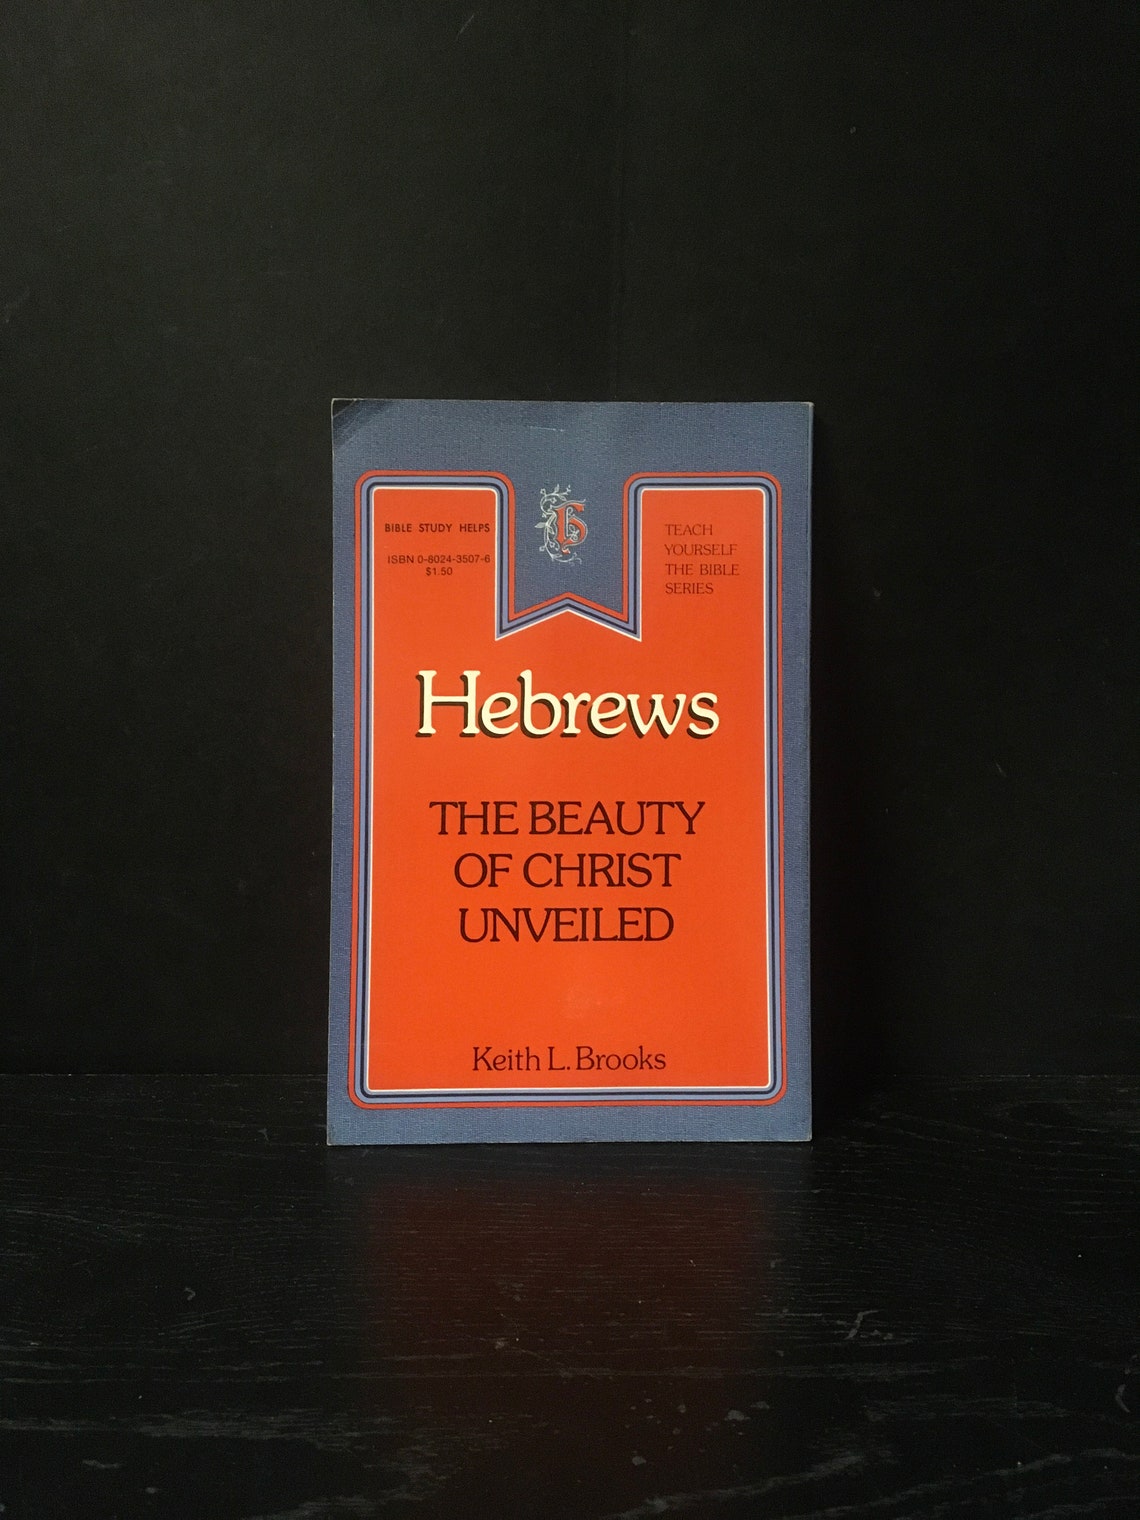 BIBLE STUDY HELPS
ISBN 0-8024-3507-6
$1.50
TEACH
YOURSELF
THE BIBLE
SERIES
Hebrews
THE BEAUTY
OF CHRIST
UNVEILED
Keith L. Brooks